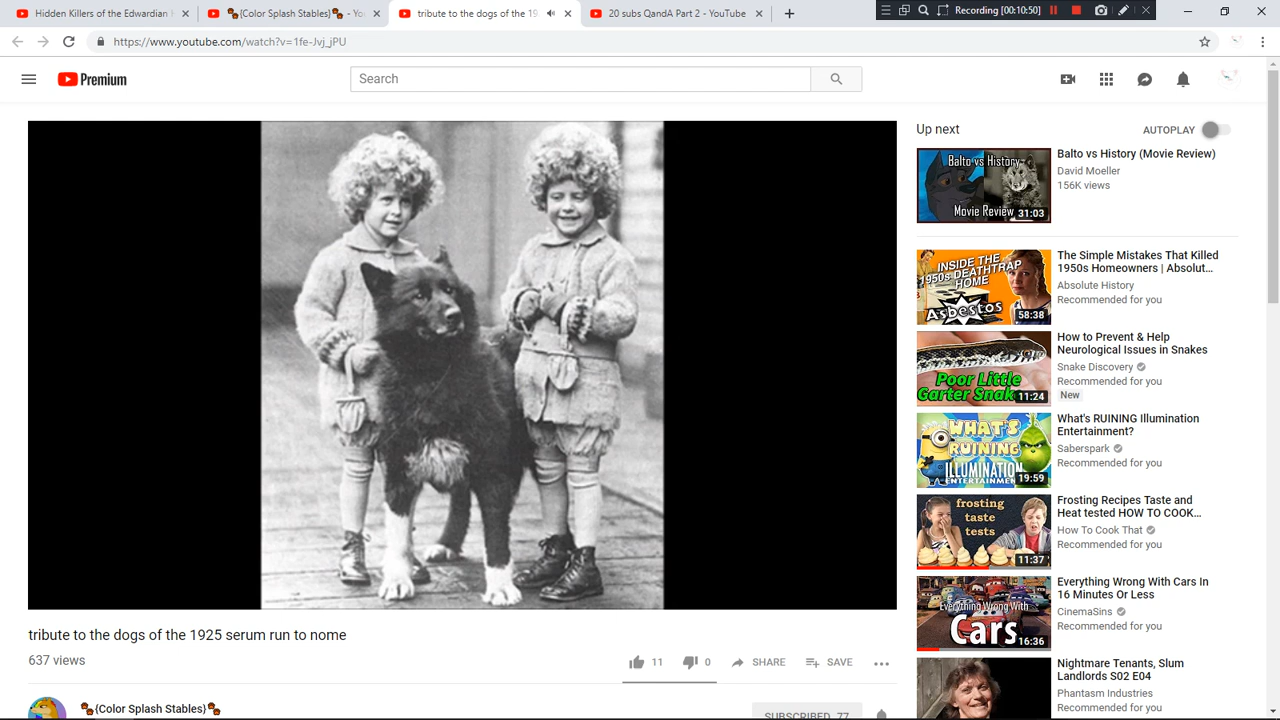 Hidden Killers of the Edwardian
{Color Splash Stables}
tribute to the dogs of the 19
20ish s QandA Part 2 - YouTube
Recording [00:10:50]
https://www.youtube.com/watch?v=1fe-Jvj_jPU
Premium
Search
Up next
AUTOPLAY
Balto vs History
Movie Review
31:03
Balto vs History (Movie Review)
David Moeller
156K views
INSIDE THE
1950s DEATHTRAP
HOME
Asbestos
58:38
The Simple Mistakes That Killed
1950s Homeowners | Absolut...
Absolute History
Recommended for you
Poor Little
Garter Snak
11:24
How to Prevent & Help
Neurological Issues in Snakes
Snake Discovery
Recommended for you
New
WHAT'S
RUINING
ILLUMINATION
ENTERTAINMENT?
19:59
What's RUINING Illumination
Entertainment?
Saberspark
Recommended for you
frosting
taste
tests
11:37
Frosting Recipes Taste and
Heat tested HOW TO COOK...
How To Cook That
Recommended for you
Everything Wrong With
Cars
16:36
Everything Wrong With Cars In
16 Minutes Or Less
CinemaSins
Recommended for you
Nightmare Tenants, Slum
Landlords S02 E04
Phantasm Industries
Recommended for you
tribute to the dogs of the 1925 serum run to nome
637 views
11
0
SHARE
SAVE
{Color Splash Stables}
SUBSCRIBED 77